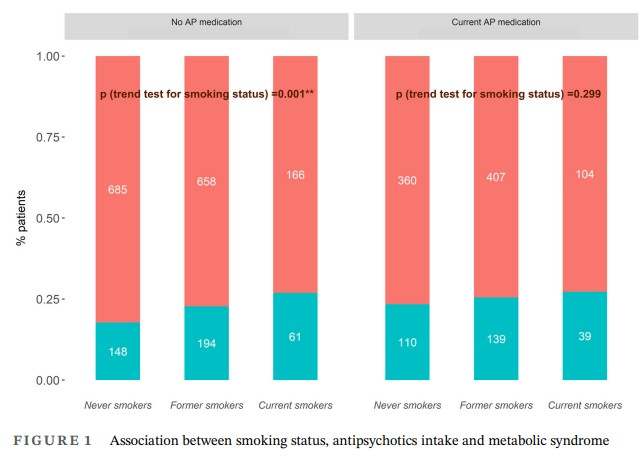 No AP medication
Current AP medication
% patients
1.00
0.75
0.50
0.25
0.00
p (trend test for smoking status) =0.001**
685
658
166
148
194
61
Never smokers
Former smokers
Current smokers
p (trend test for smoking status) =0.299
360
407
104
110
139
39
Never smokers
Former smokers
Current smokers
FIGURE 1 Association between smoking status, antipsychotics intake and metabolic syndrome